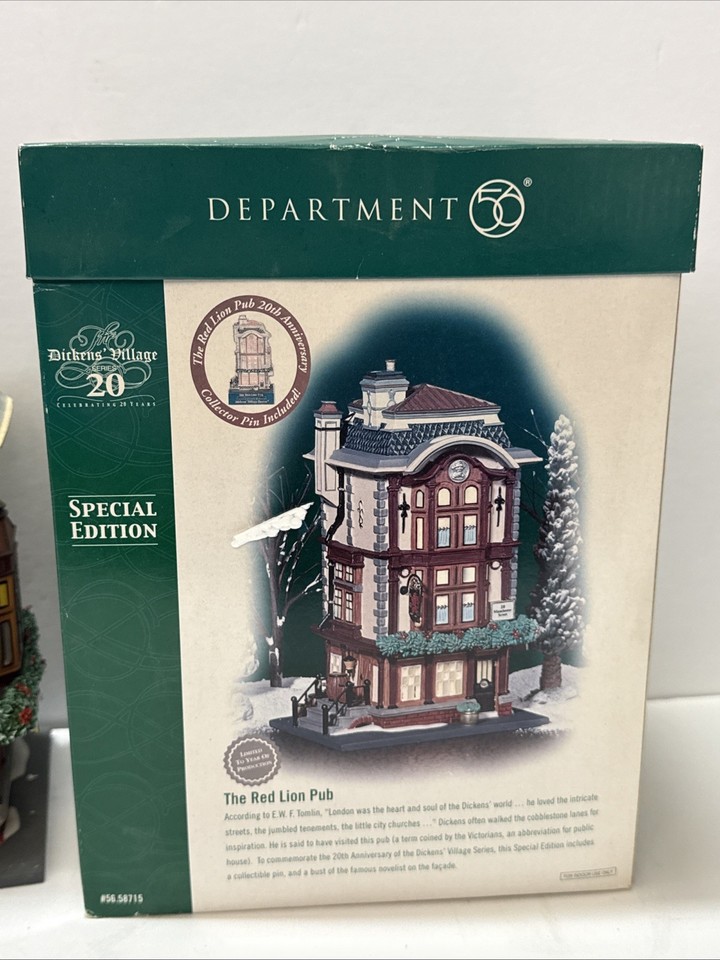 DEPARTMENT 56®
The
Dickens' Village
SERIES
20
CELEBRATING 20 YEARS
SPECIAL
EDITION
The Red Lion Pub 20th Anniversary
Collector Pin Included!
LIMITED
TO YEAR OF
PRODUCTION
The Red Lion Pub
According to E.W. F. Tomlin, "London was the heart and soul of the Dickens' world ... he loved the intricate
streets, the jumbled tenements, the little city churches ..." Dickens often walked the cobblestone lanes for
inspiration. He is said to have visited this pub (a term coined by the Victorians, an abbreviation for public
house). To commemorate the 20th Anniversary of the Dickens' Village Series, this Special Edition includes
a collectible pin, and a bust of the famous novelist on the façade.
#56.58715
FOR INDOOR USE ONLY